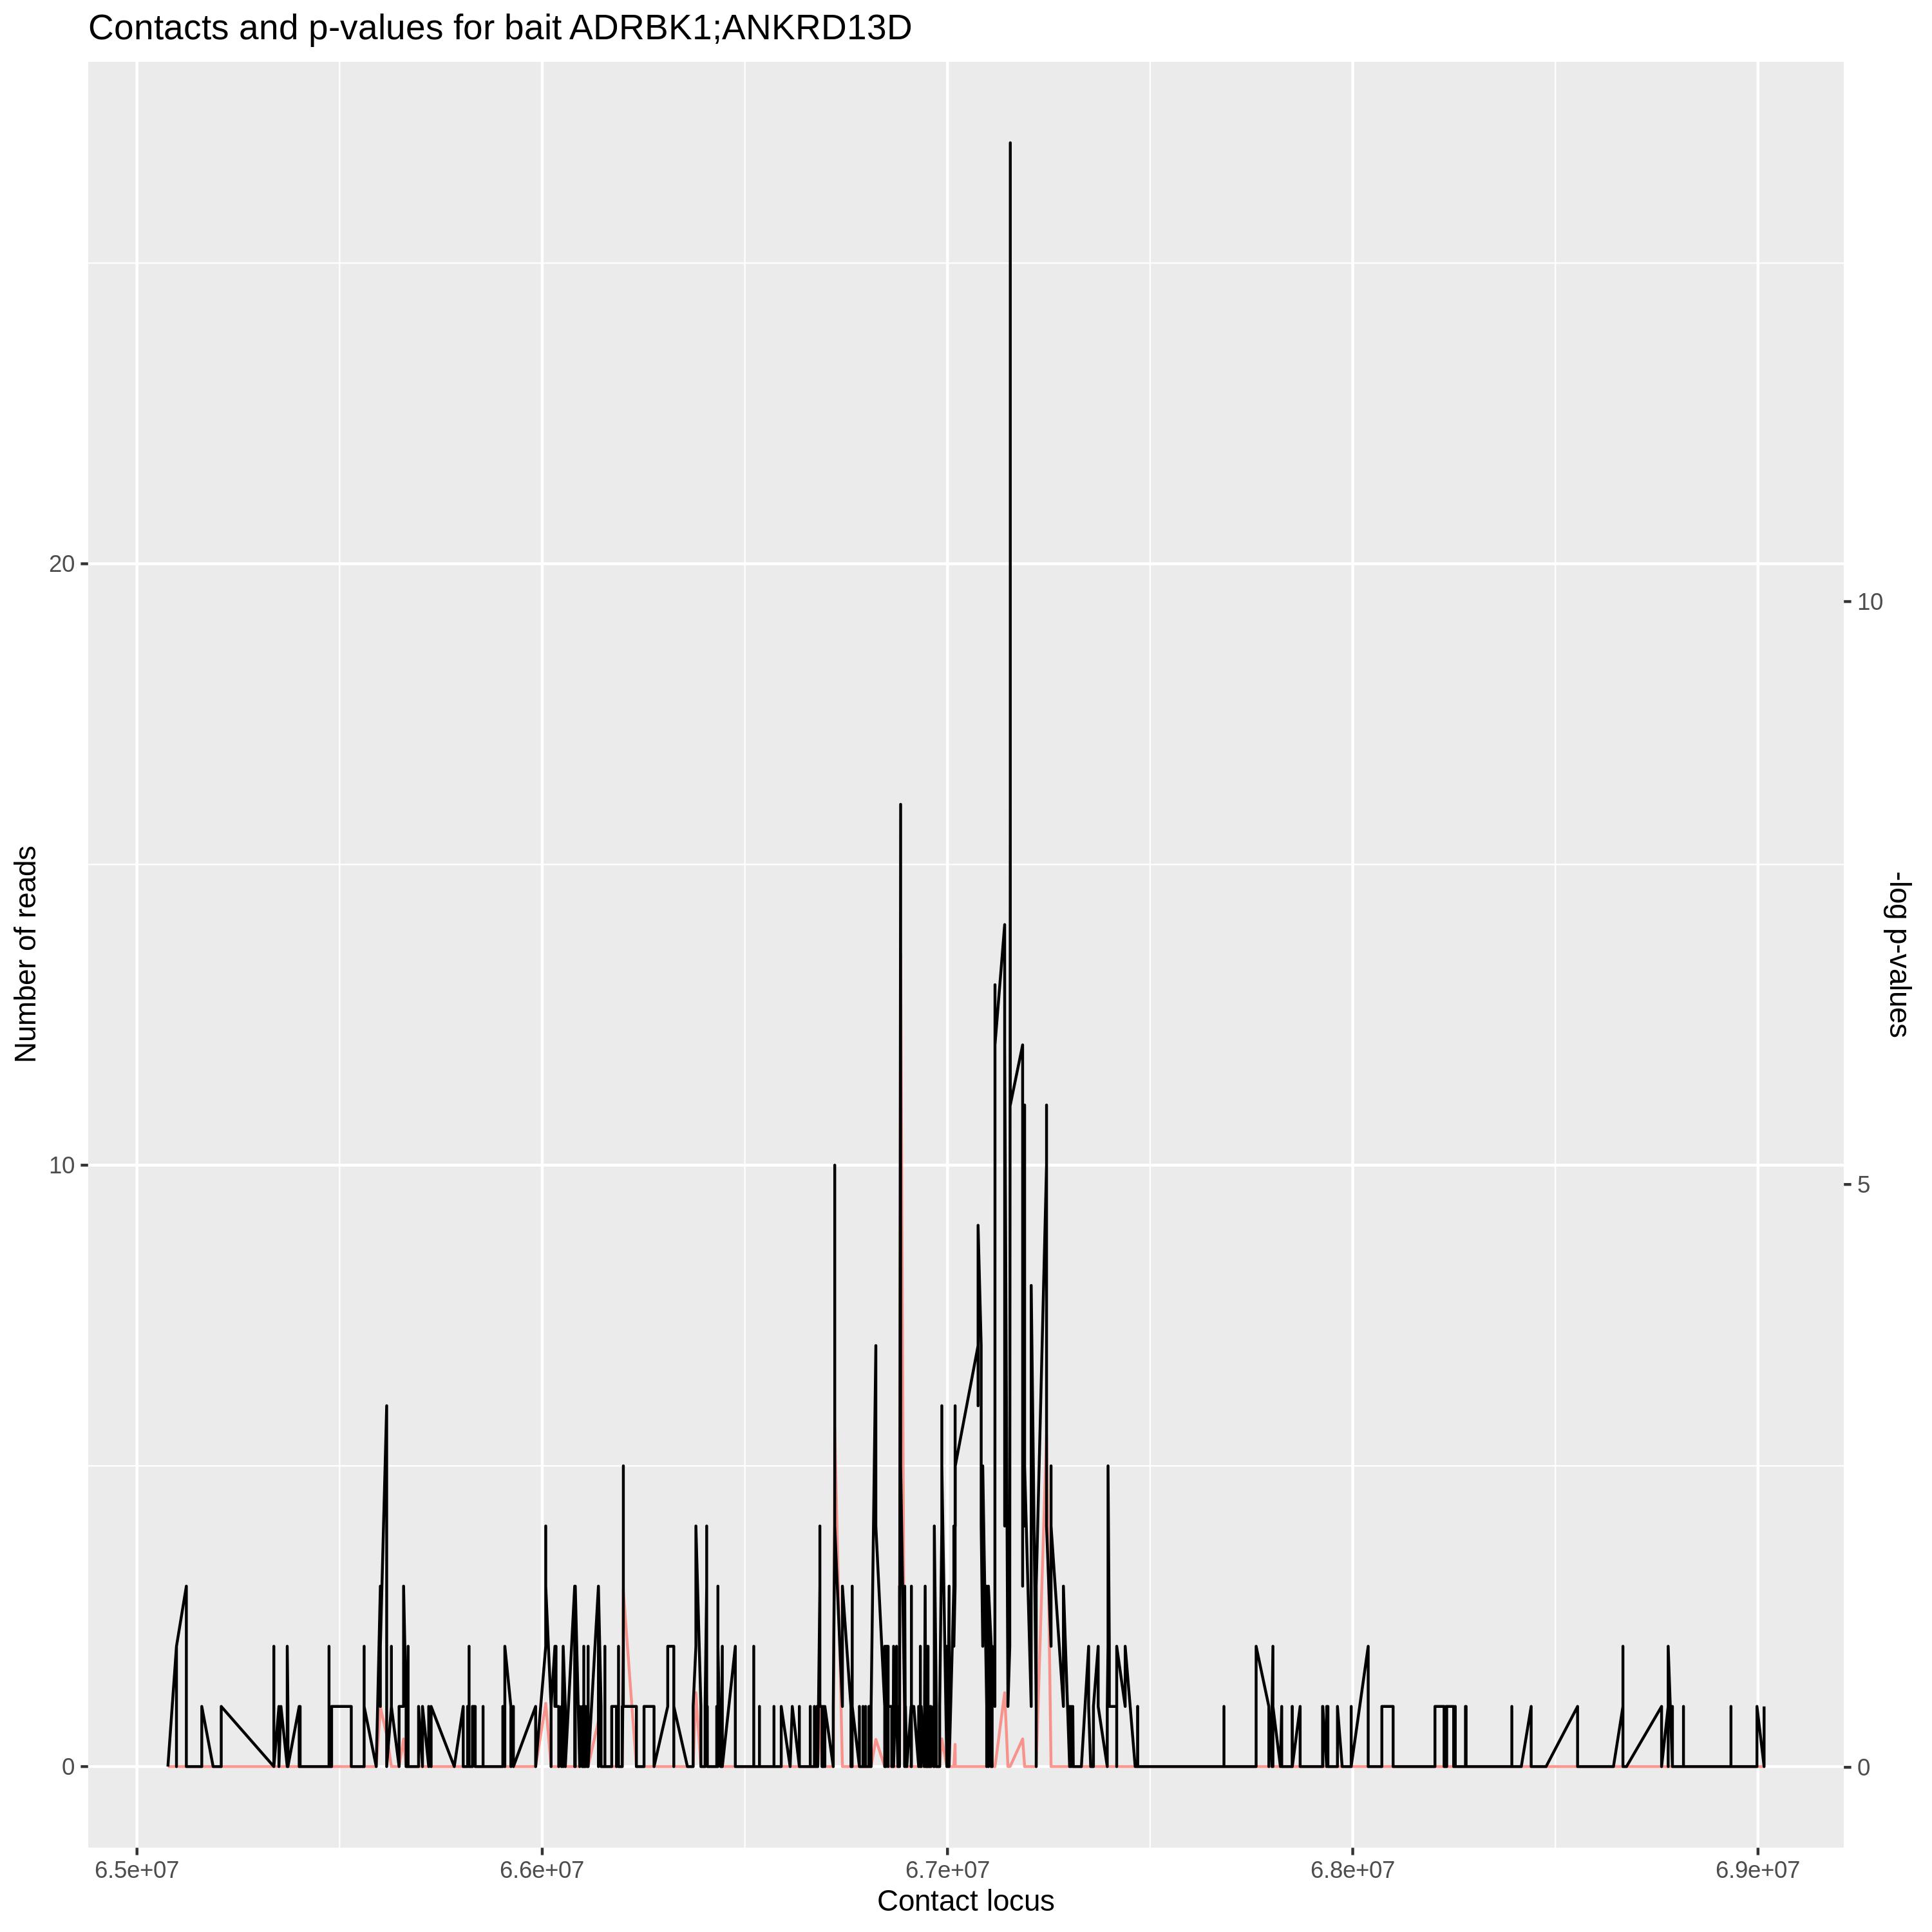 Contacts and p-values for bait ADRBK1;ANKRD13D
Number of reads
20
10
0
10
5
0
-log p-values
6.5e+07 6.6e+07 6.7e+07 6.8e+07 6.9e+07
Contact locus